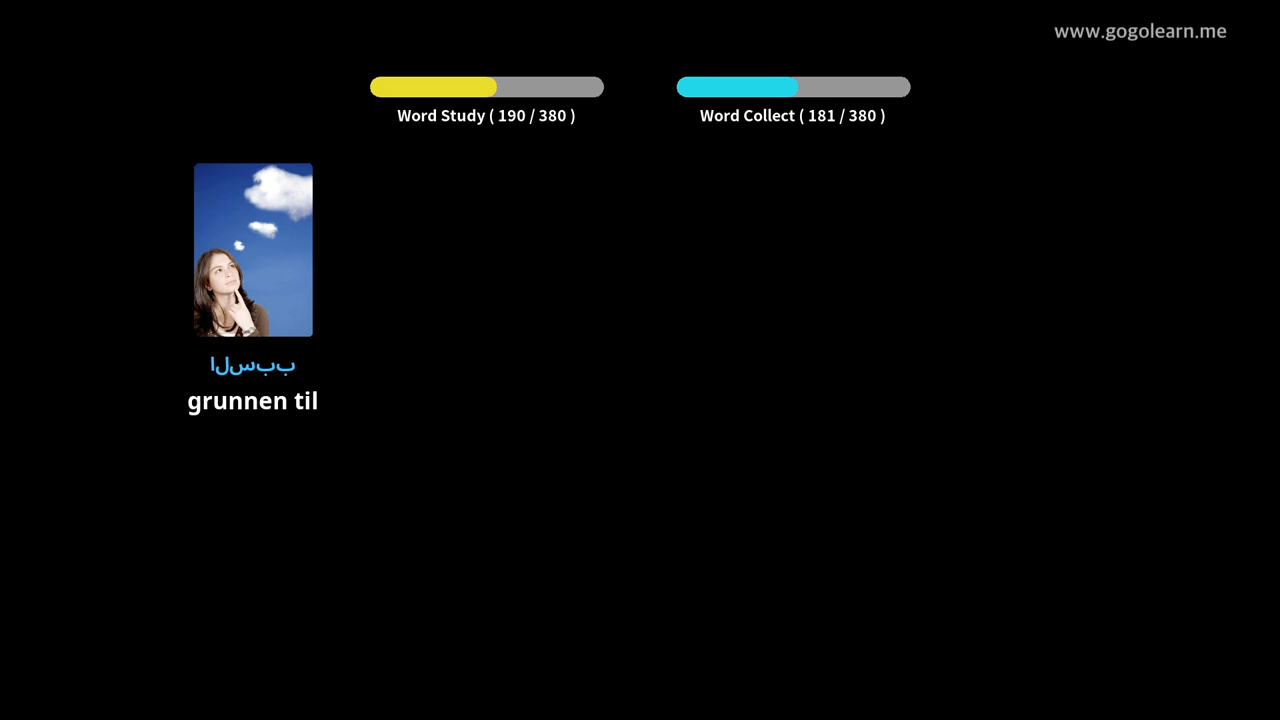 www.gogolearn.me
Word Study ( 190 / 380 )
Word Collect ( 181 / 380 )
السبب
grunnen til